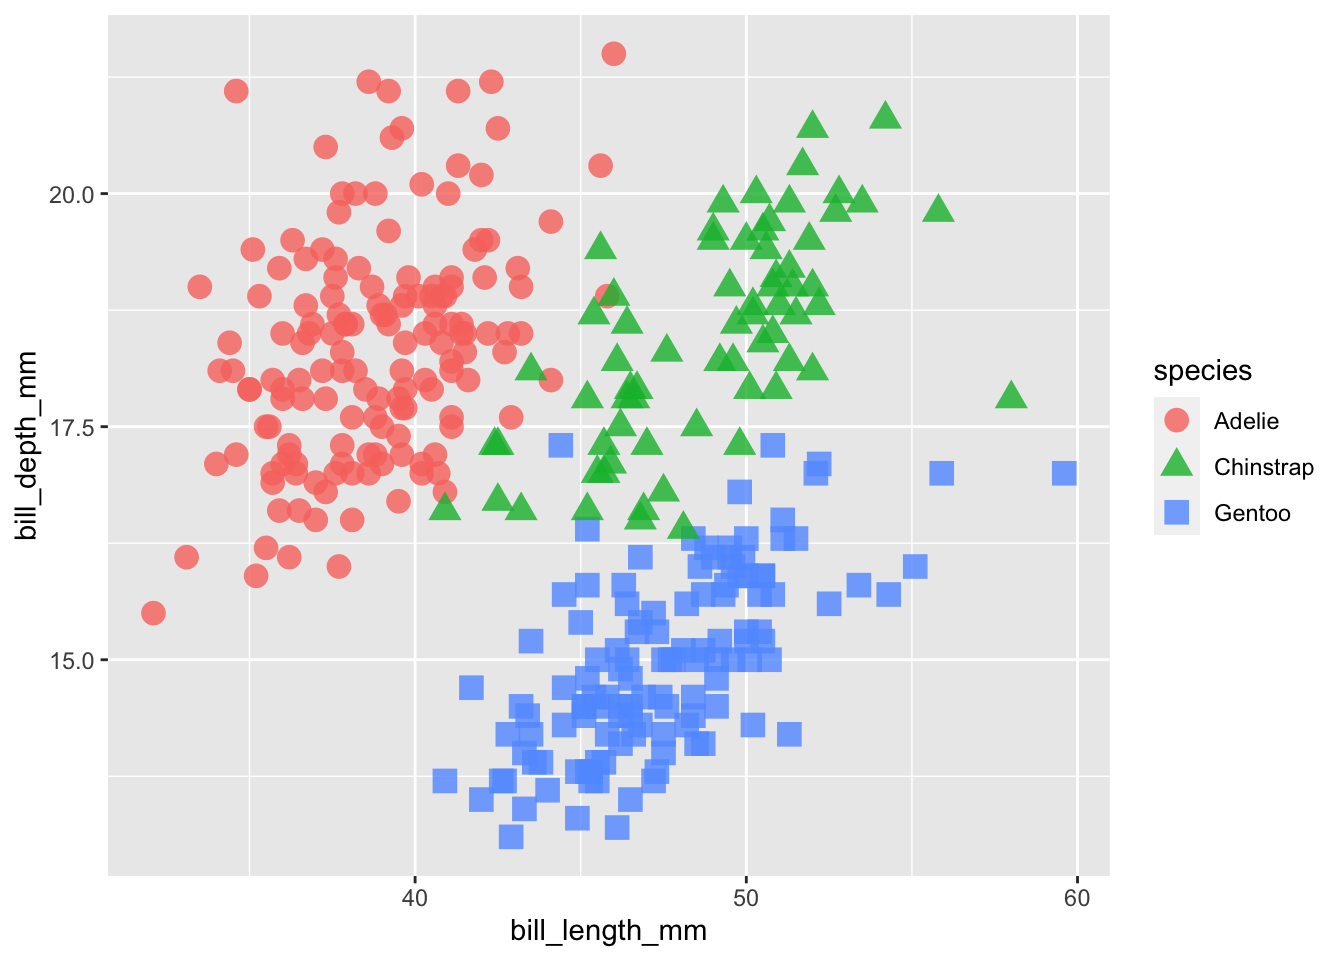 20.0
17.5
15.0
bill_depth_mm
40
50
60
bill_length_mm
species
Adelie
Chinstrap
Gentoo